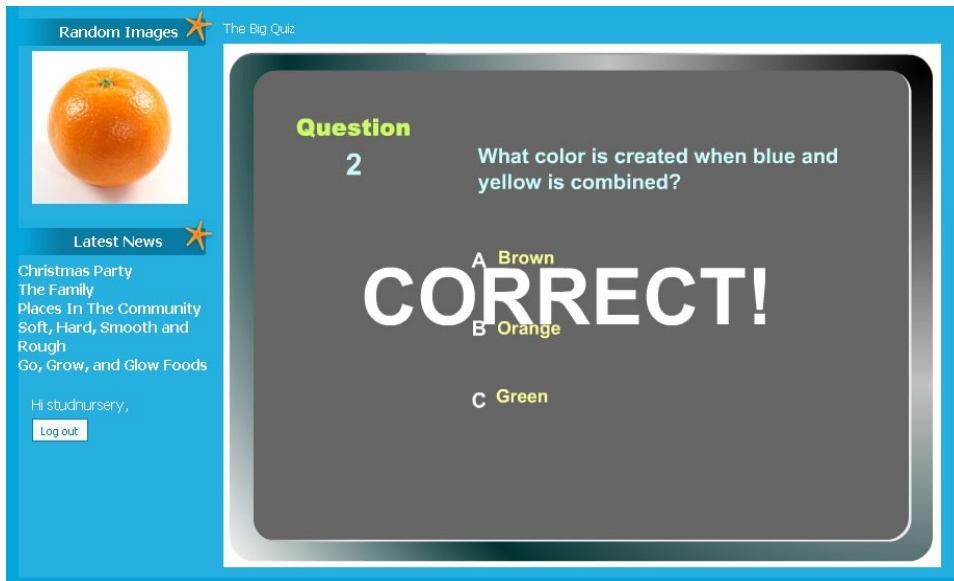 Random Images
Latest News
Christmas Party
The Family
Places In The Community
Soft, Hard, Smooth and
Rough
Go, Grow, and Glow Foods
Hi studnursery,
Log out
The Big Quiz
Question
2
What color is created when blue and
yellow is combined?
A Brown
CORRECT!
B Orange
C Green